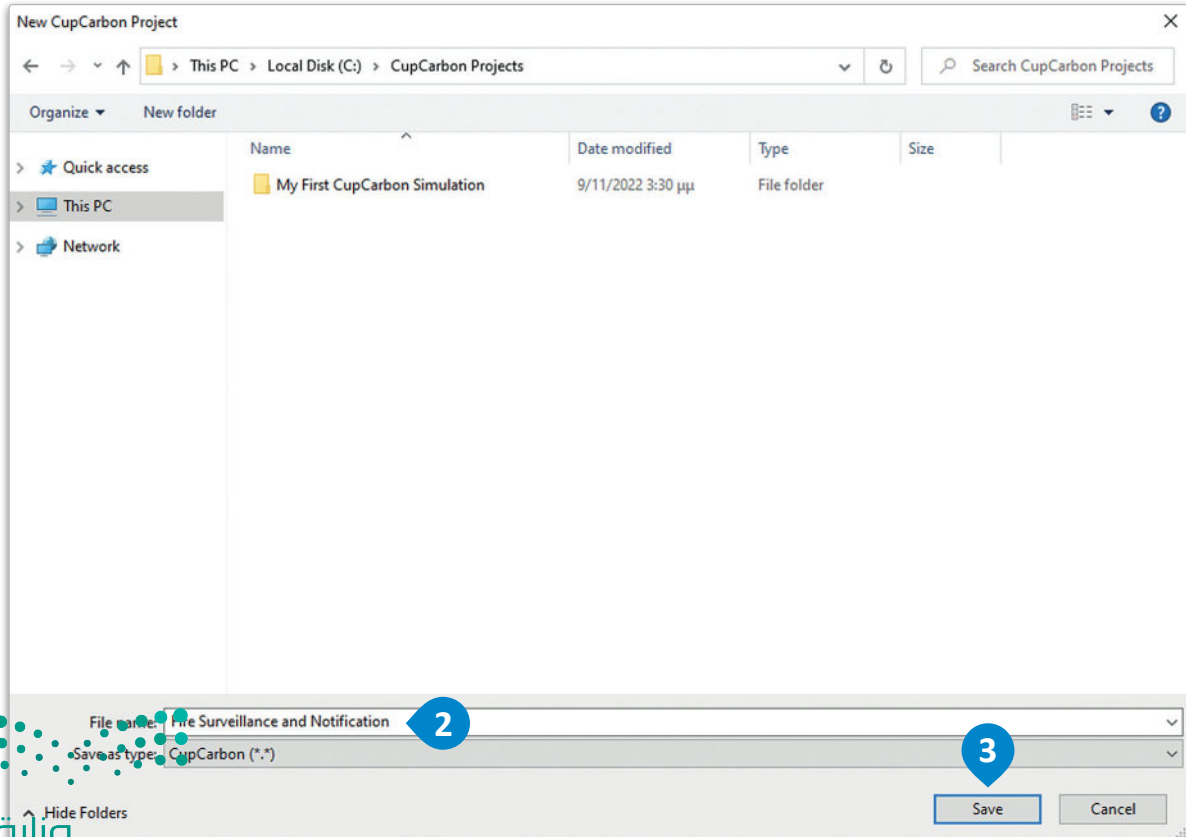 New CupCarbon Project
This PC > Local Disk (C:) > CupCarbon Projects
Search CupCarbon Projects
Organize New folder
Name Date modified Type Size
Quick access
This PC
Network
My First CupCarbon Simulation 9/11/2022 3:30 μμ File folder
File name: Fire Surveillance and Notification 2
Save as type: CupCarbon (*.*)
3
Hide Folders Save Cancel